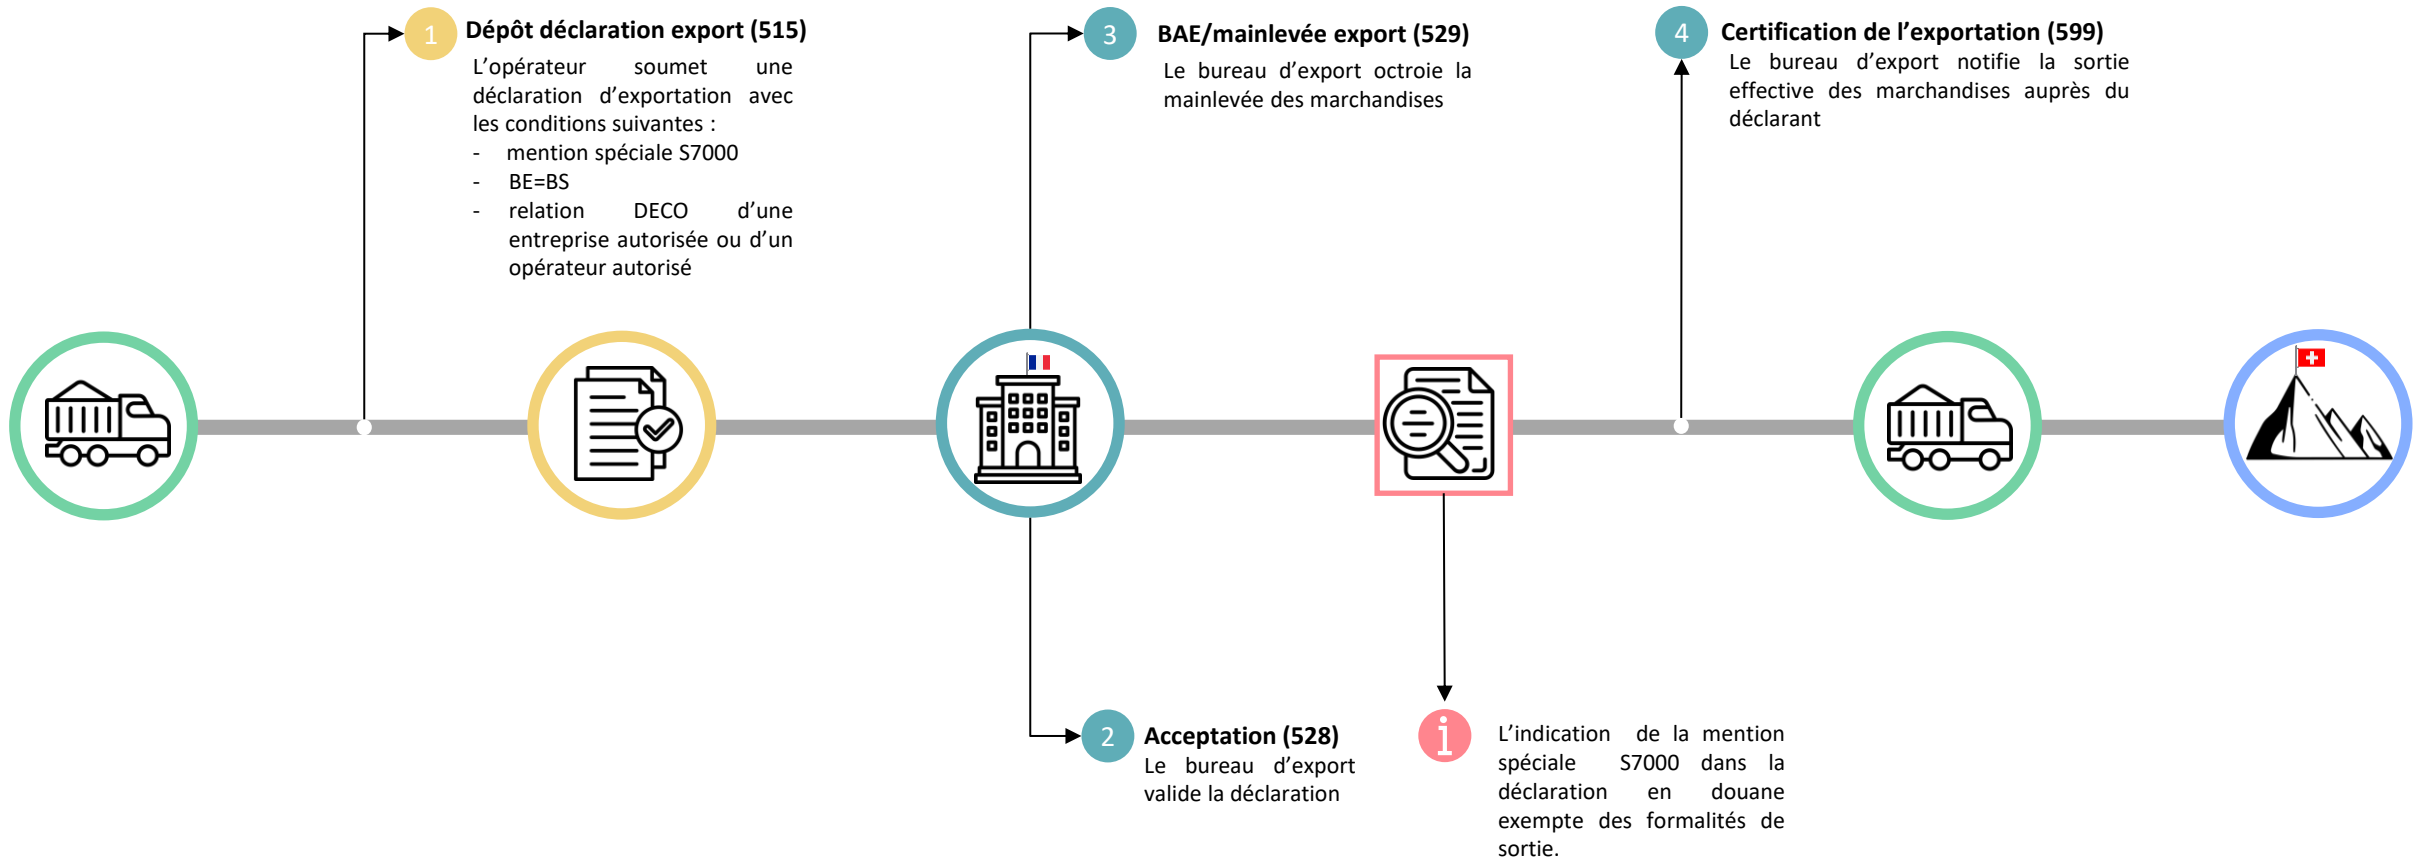 1
Dépôt déclaration export (515)
L'opérateur soumet une
déclaration d'exportation avec
les conditions suivantes :
- mention spéciale S7000
- BE=BS
- relation DECO d'une
entreprise autorisée ou d'un
opérateur autorisé
3
BAE/mainlevée export (529)
Le bureau d'export octroie la
mainlevée des marchandises
4
Certification de l'exportation (599)
Le bureau d'export notifie la sortie
effective des marchandises auprès du
déclarant
2
Acceptation (528)
Le bureau d'export
valide la déclaration
i
L'indication de la mention
spéciale S7000 dans la
déclaration en douane
exempte des formalités de
sortie.